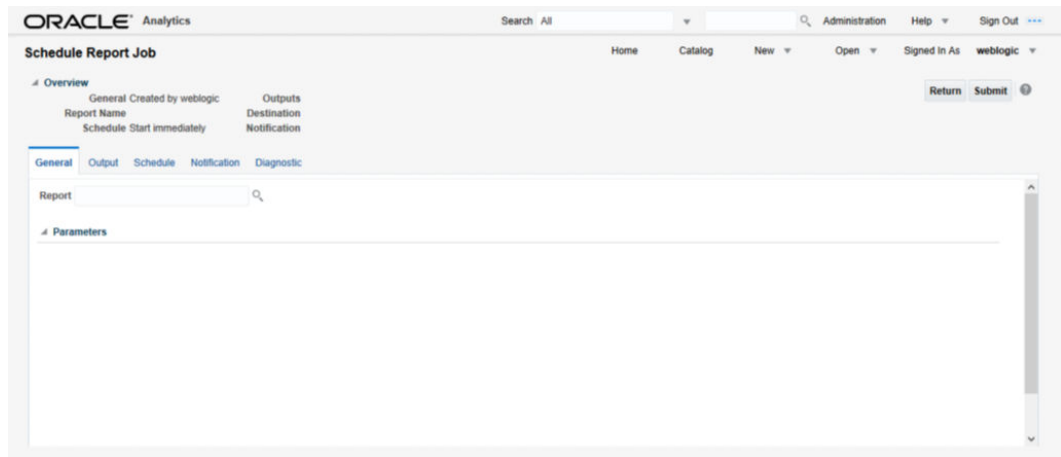 ORACLE Analytics Search All Administration Help Sign Out
Schedule Report Job Home Catalog New Open Signed In As weblogic
Overview
Return Submit
General Created by weblogic Outputs
Report Name Destination
Schedule Start immediately Notification
General Output Schedule Notification Diagnostic
Report
Parameters